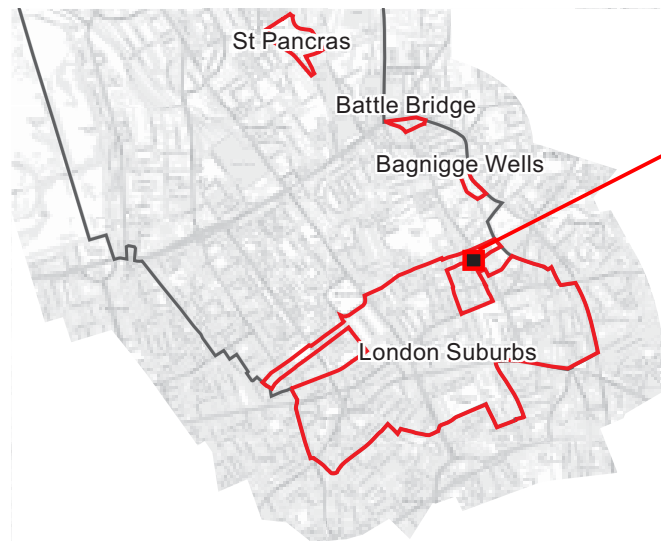 St Pancras
Battle Bridge
Bagnigge Wells
London Suburbs